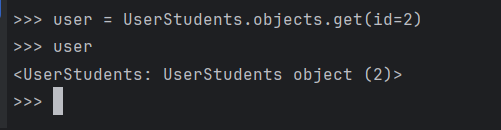 >>> user = UserStudents.objects.get(id=2)
>>> user
<UserStudents: UserStudents object (2)>
>>>